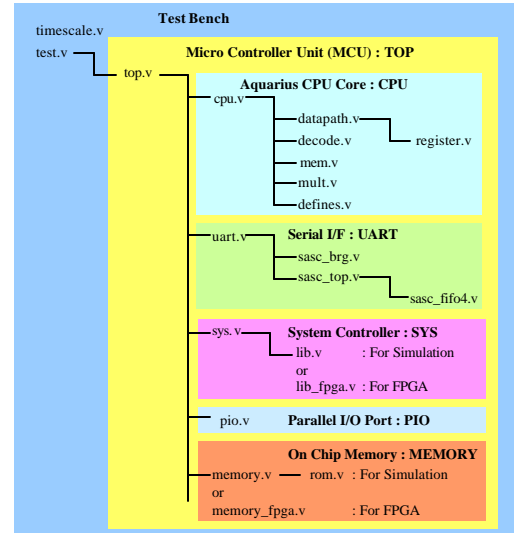 Test Bench
timescale.v
test.v
Micro Controller Unit (MCU) : TOP
top.v
Aquarius CPU Core : CPU
cpu.v
datapath.v
decode.v
register.v
mem.v
mult.v
defines.v
uart.v
Serial I/F : UART
sasc_brg.v
sasc_top.v
sasc_fifo4.v
sys.v
System Controller : SYS
lib.v : For Simulation
or
lib_fpga.v : For FPGA
pio.v
Parallel I/O Port : PIO
On Chip Memory : MEMORY
memory.v rom.v : For Simulation
or
memory_fpga.v : For FPGA